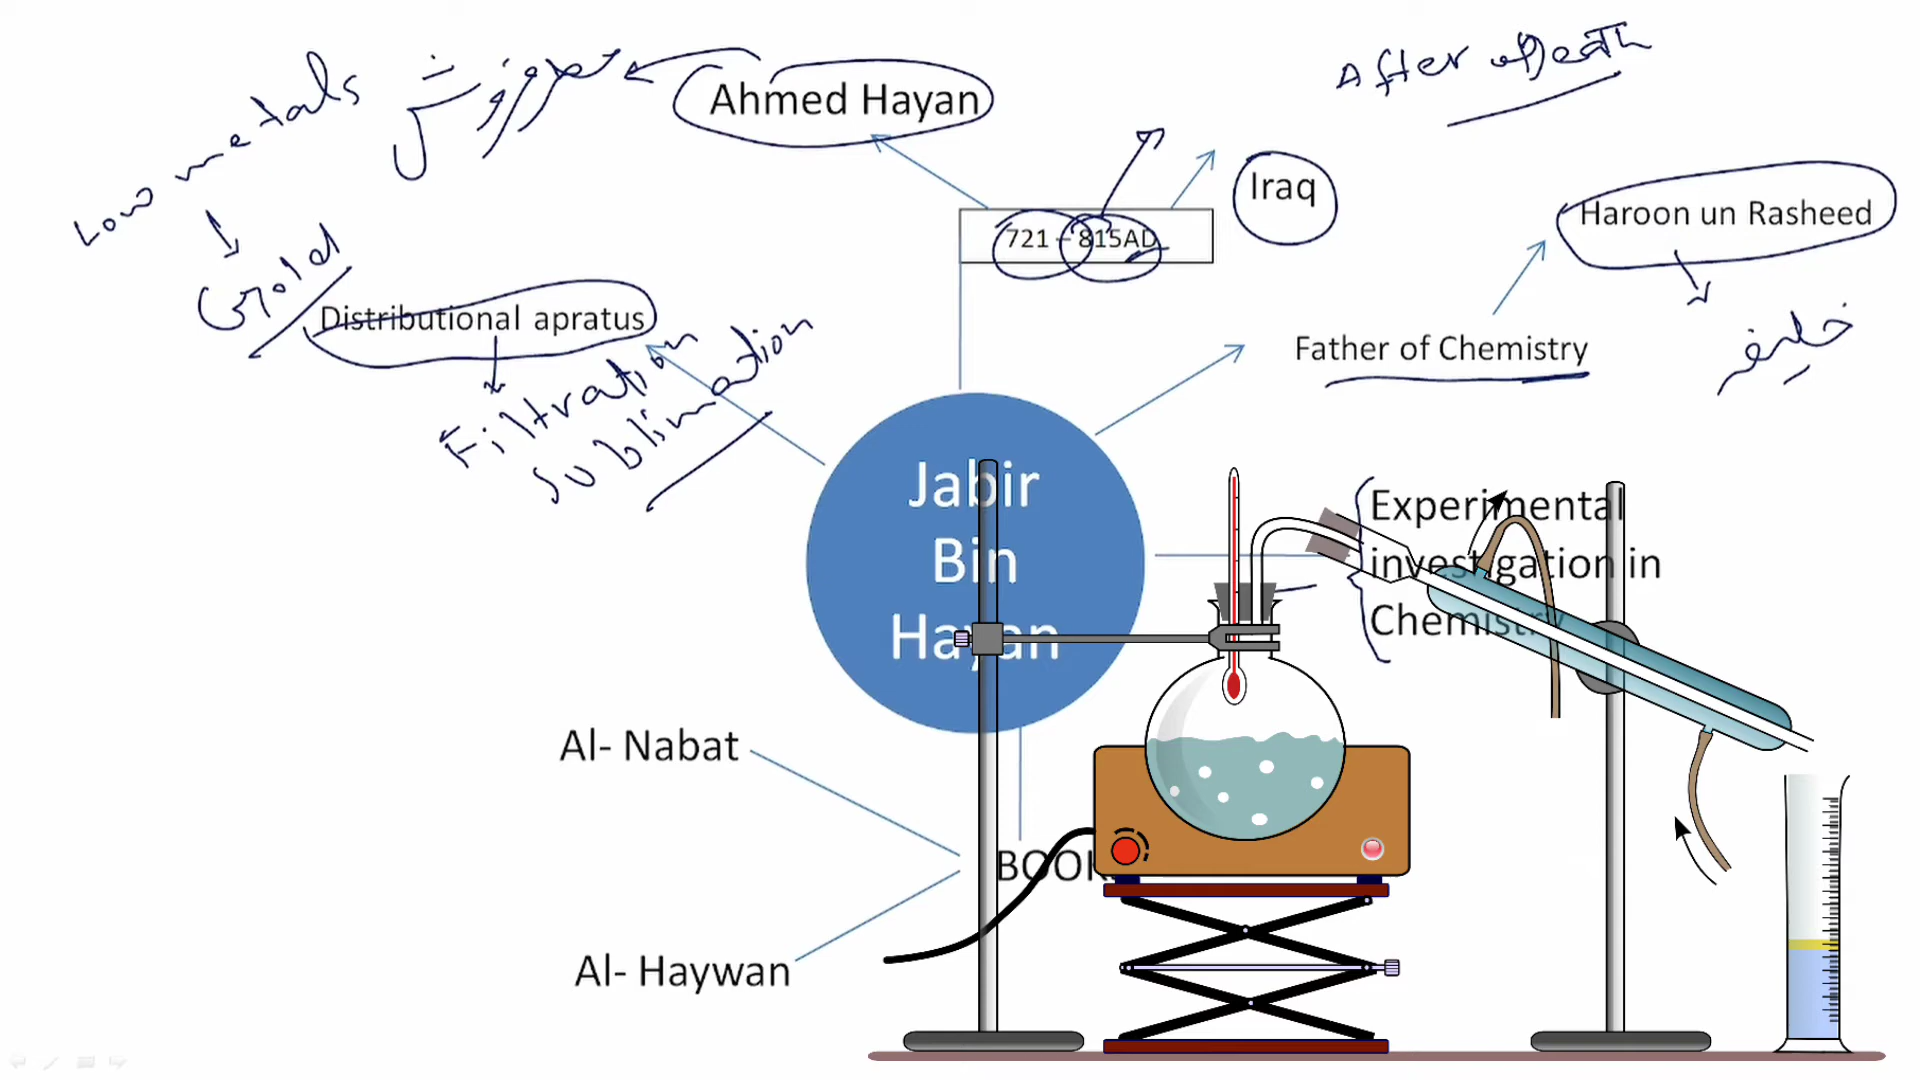 After of Death
Low metals
Ahmed Hayan
Iraq
Haroon un Rasheed
721 – 815AD
Gold
Distributional apratus
Father of Chemistry
خلیفہ
Filtration
Sublimation
Jabir
Bin
Hayan
Experimental
investigation in
Chemistry
Al- Nabat
BOOK
Al- Haywan